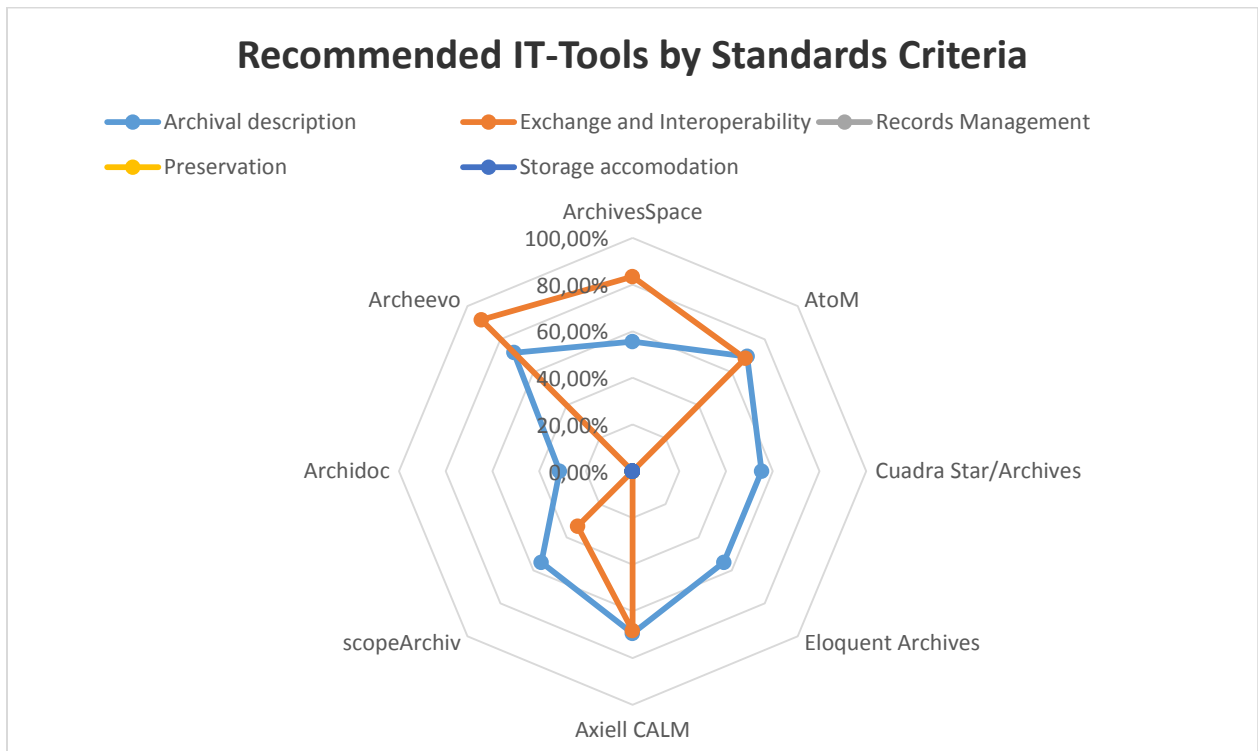 Recommended IT-Tools by Standards Criteria
Archival description
Exchange and Interoperability
Records Management
Preservation
Storage accomodation
ArchivesSpace
100,00%
80,00%
60,00%
40,00%
20,00%
0,00%
Archeevo
AtoM
Archidoc
Cuadra Star/Archives
scopeArchiv
Eloquent Archives
Axiell CALM